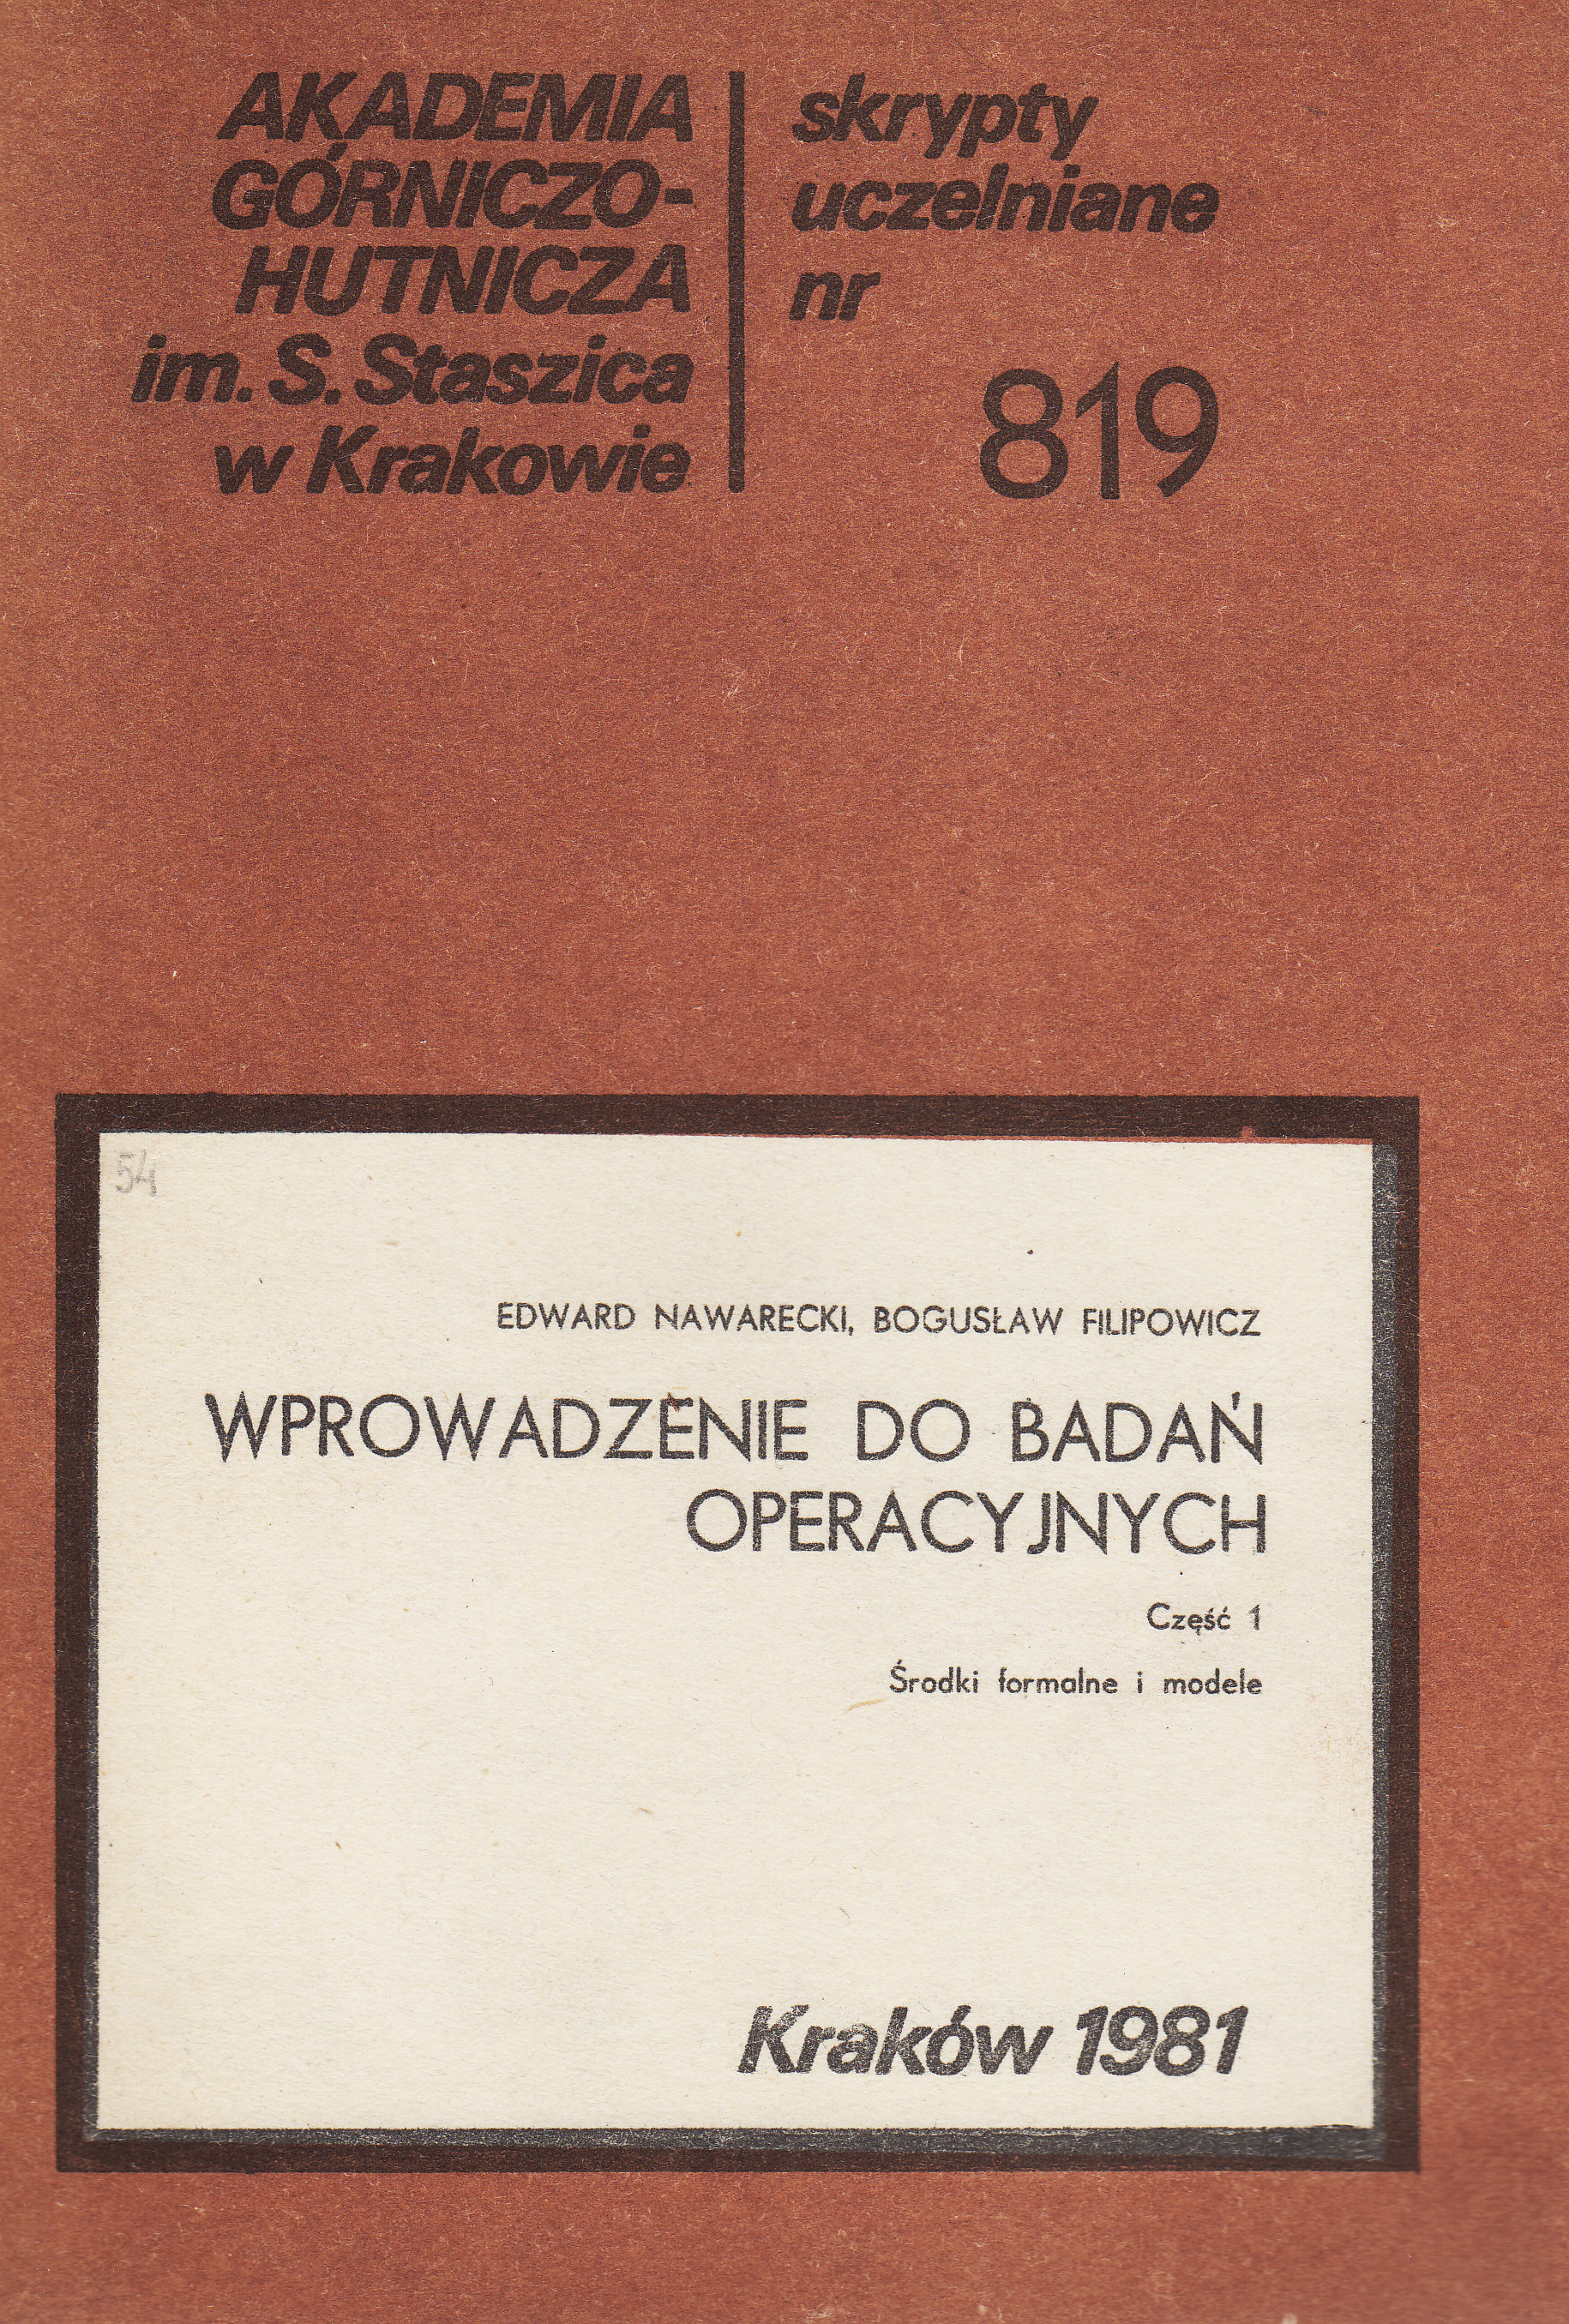 AKADEMIA
GÓRNICZO-
HUTNICZA
im. S. Staszica
w Krakowie
skrypty
uczelniane
nr
819
54
EDWARD NAWARECKI, BOGUSŁAW FILIPOWICZ
WPROWADZENIE DO BADAŃ
OPERACYJNYCH
Część 1
Środki formalne i modele
Kraków 1981